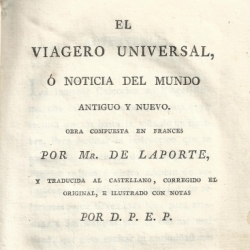 EL
VIAGERO UNIVERSAL,
Ó NOTICIA DEL MUNDO
ANTIGUO Y NUEVO.
OBRA COMPUESTA EN FRANCES
POR MR. DE LAPORTE,
Y TRADUCIDA AL CASTELLANO, CORREGIDO EL
ORIGINAL, E ILUSTRADO CON NOTAS
POR D. P. E. P.